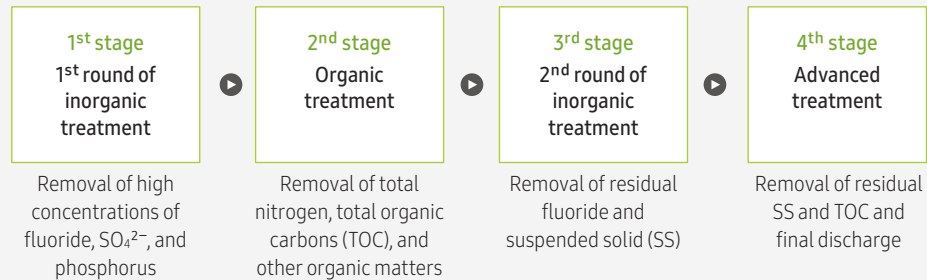 1st stage
1st round of
inorganic
treatment
Removal of high
concentrations of
fluoride, SO₄²⁻, and
phosphorus
2nd stage
Organic
treatment
Removal of total
nitrogen, total organic
carbons (TOC), and
other organic matters
3rd stage
2nd round of
inorganic
treatment
Removal of residual
fluoride and
suspended solid (SS)
4th stage
Advanced
treatment
Removal of residual
SS and TOC and
final discharge